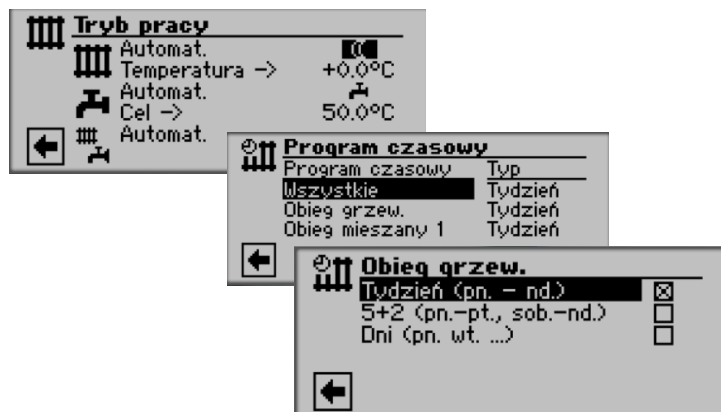 Tryb pracy
Automat.
Temperatura -> +0.0°C
Automat.
Cel -> 50.0°C
Automat.
Program czasowy
Program czasowy Typ
Wszystkie Tydzień
Obieg grzew. Tydzień
Obieg mieszany 1 Tydzień
Obieg grzew.
Tydzień (pn. - nd.)
5+2 (pn.-pt., sob.-nd.)
Dni (pn. wt. ...)